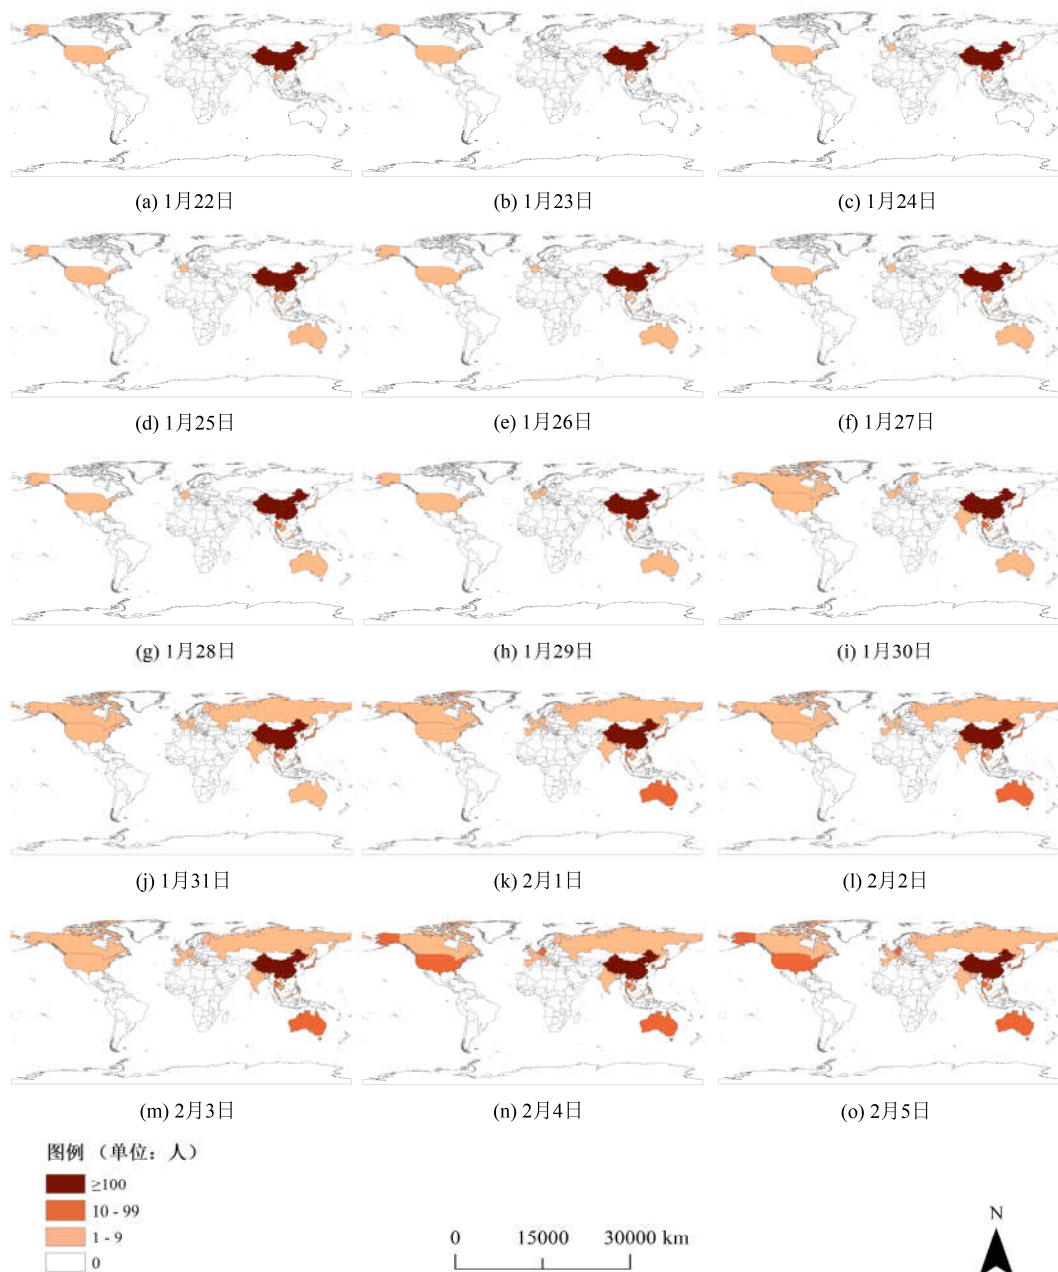 (a) 1月22日
(b) 1月23日
(c) 1月24日
(d) 1月25日
(e) 1月26日
(f) 1月27日
(g) 1月28日
(h) 1月29日
(i) 1月30日
(j) 1月31日
(k) 2月1日
(l) 2月2日
(m) 2月3日
(n) 2月4日
(o) 2月5日
图例 （单位：人）
≥100
10 - 99
1 - 9
0
0 15000 30000 km
N